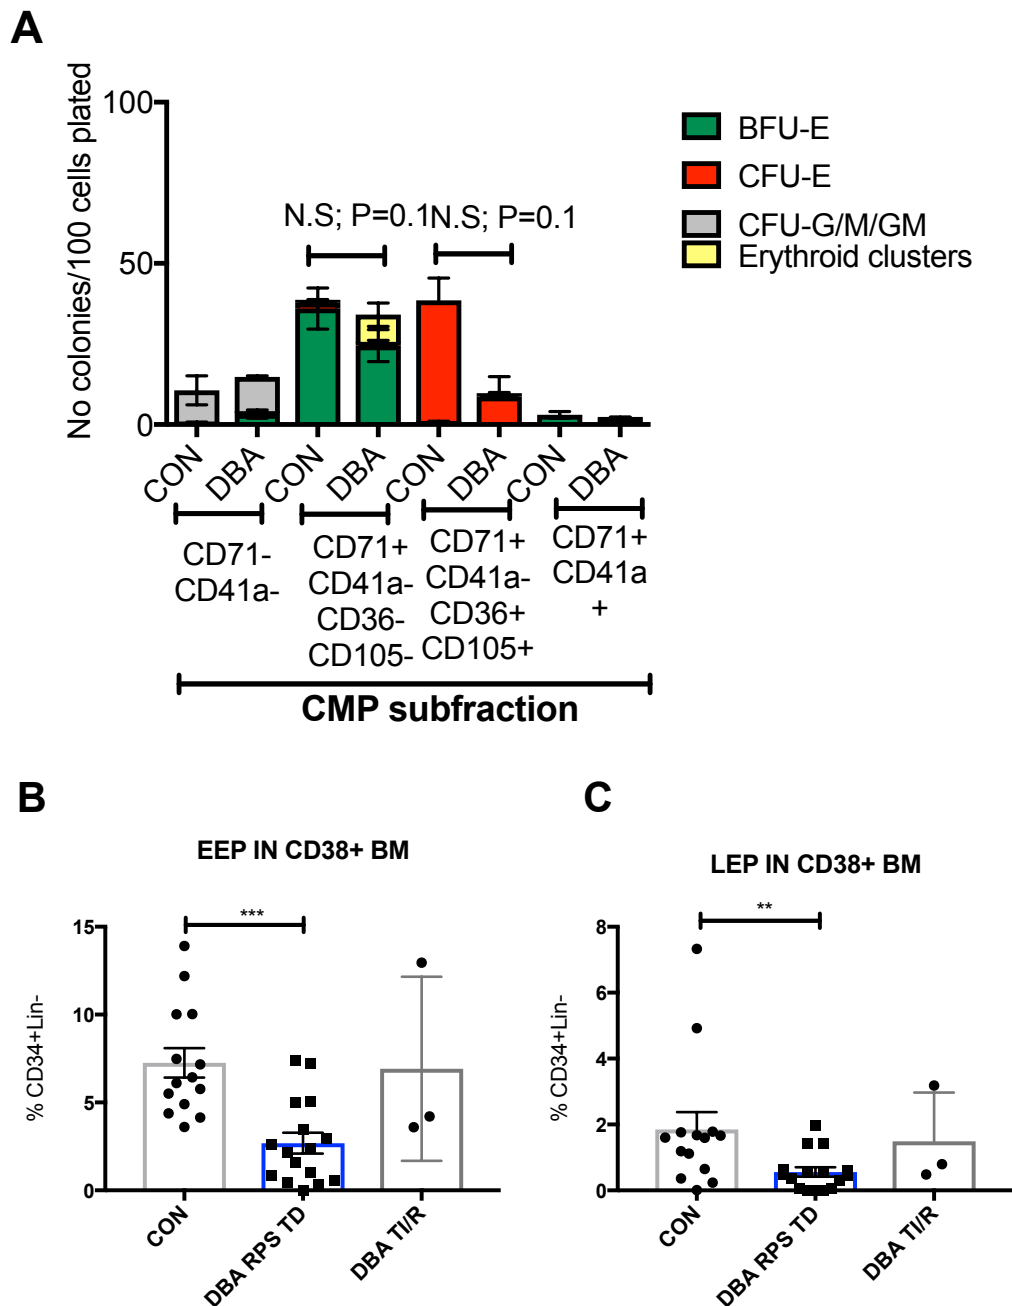 A
No colonies/100 cells plated
100
50
0
N.S; P=0.1
N.S; P=0.1
BFU-E
CFU-E
CFU-G/M/GM
Erythroid clusters
CON
DBA
CON
DBA
CON
DBA
CON
DBA
CD71-
CD41a-
CD71+
CD41a-
CD36-
CD105-
CD71+
CD41a-
CD36+
CD105+
CD71+
CD41a
+
CMP subfraction
B
EEP IN CD38+ BM
% CD34+Lin-
15
10
5
0
***
CON
DBA RPS TD
DBA TI/R
C
LEP IN CD38+ BM
% CD34+Lin-
8
6
4
2
0
**
CON
DBA RPS TD
DBA TI/R